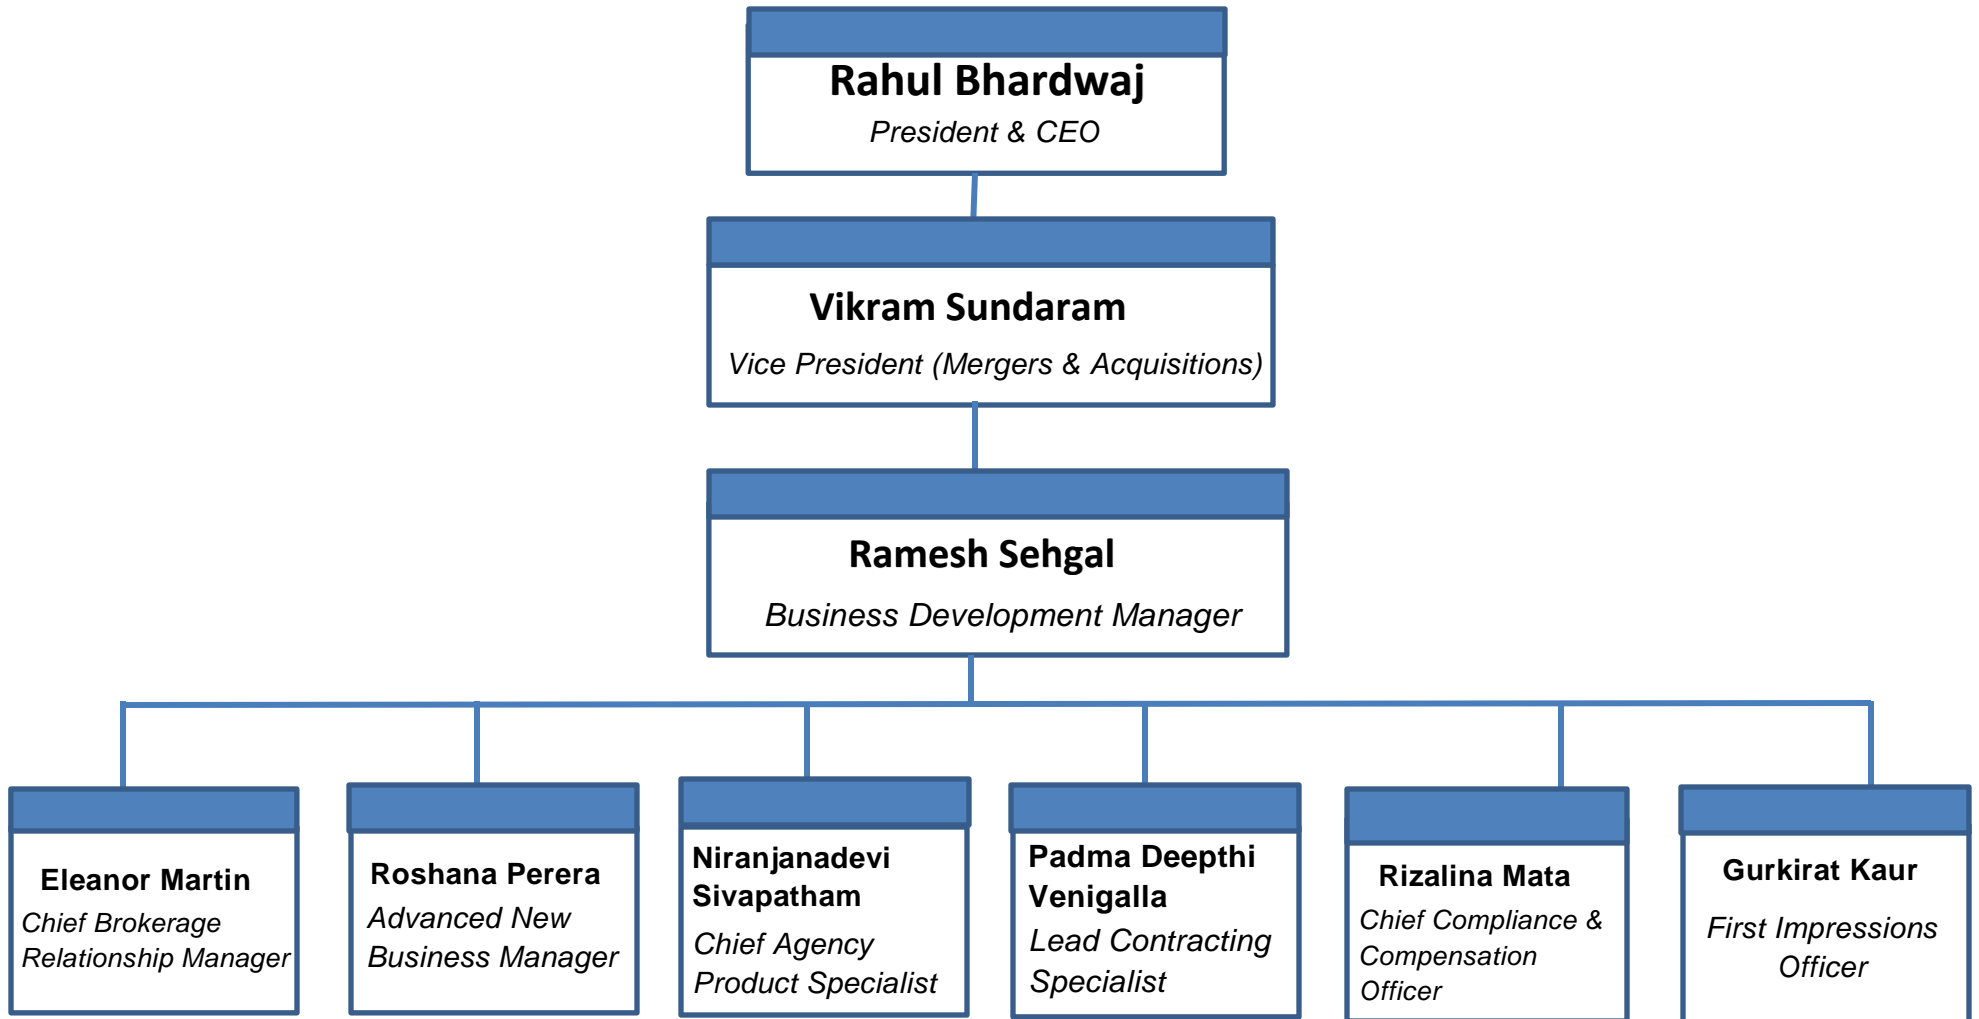 Rahul Bhardwaj
President & CEO
Vikram Sundaram
Vice President (Mergers & Acquisitions)
Ramesh Sehgal
Business Development Manager
Eleanor Martin
Chief Brokerage
Relationship Manager
Roshana Perera
Advanced New
Business Manager
Niranjanadevi
Sivapatham
Chief Agency
Product Specialist
Padma Deepthi
Venigalla
Lead Contracting
Specialist
Rizalina Mata
Chief Compliance &
Compensation
Officer
Gurkirat Kaur
First Impressions
Officer